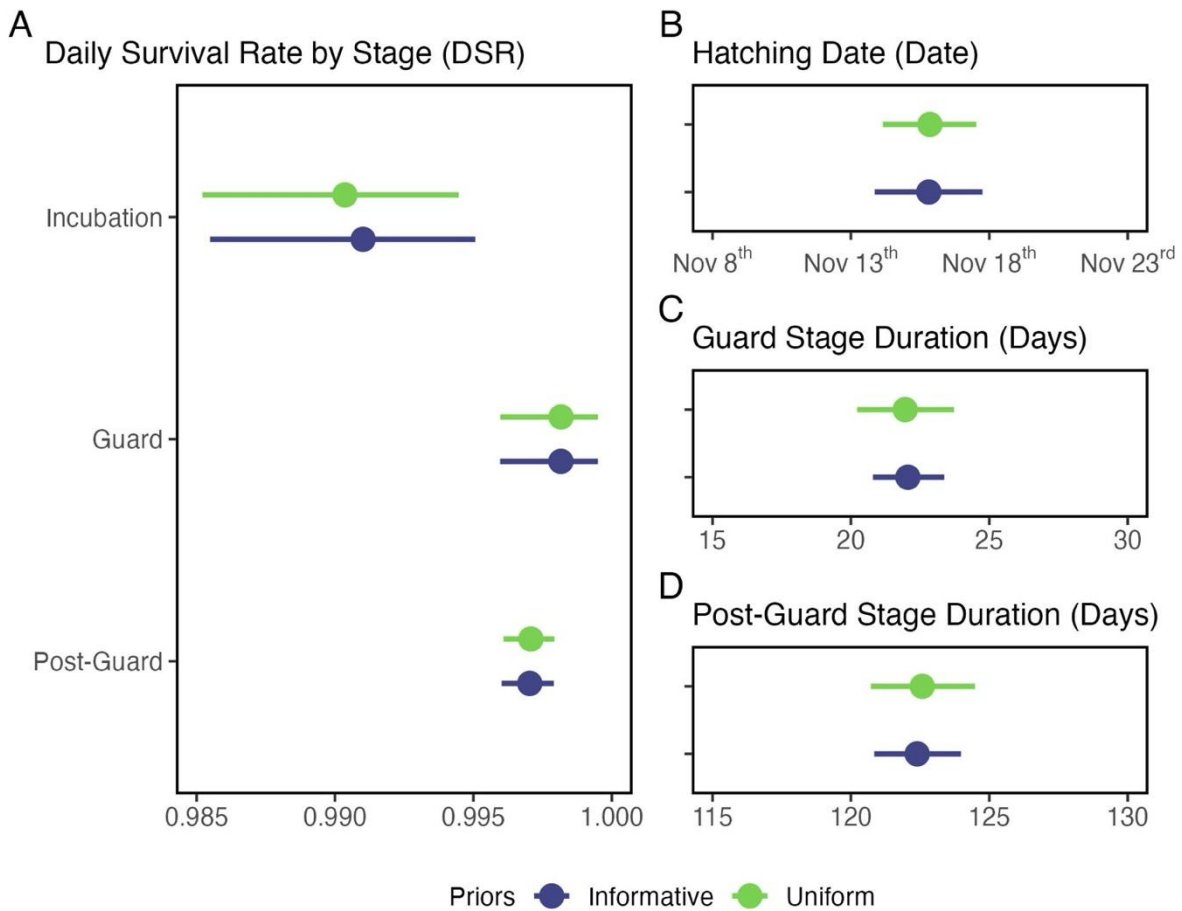 A
Daily Survival Rate by Stage (DSR)
Incubation
Guard
Post-Guard
0.985 0.990 0.995 1.000
B
Hatching Date (Date)
Nov 8th Nov 13th Nov 18th Nov 23rd
C
Guard Stage Duration (Days)
15 20 25 30
D
Post-Guard Stage Duration (Days)
115 120 125 130
Priors Informative Uniform